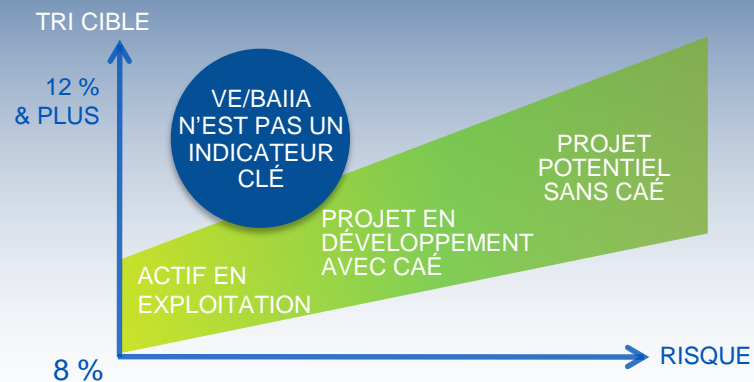 TRI CIBLE
12 %
& PLUS
VE/BAIIA
N'EST PAS UN
INDICATEUR
CLÉ
PROJET
POTENTIEL
SANS CAÉ
PROJET EN
DÉVELOPPEMENT
AVEC CAÉ
ACTIF EN
EXPLOITATION
8 %
RISQUE